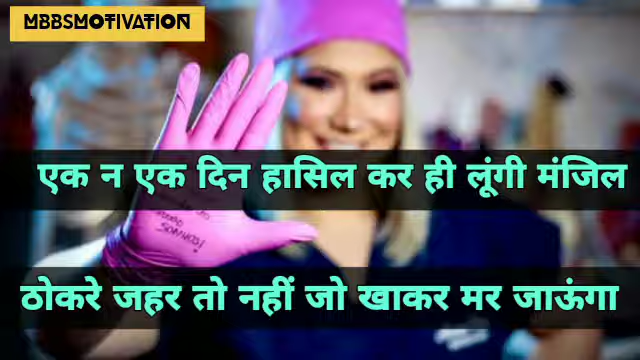 MBBSMOTIVATION
एक न एक दिन हासिल कर ही लूंगी मंजिल
ठोकरे जहर तो नहीं जो खाकर मर जाऊंगा